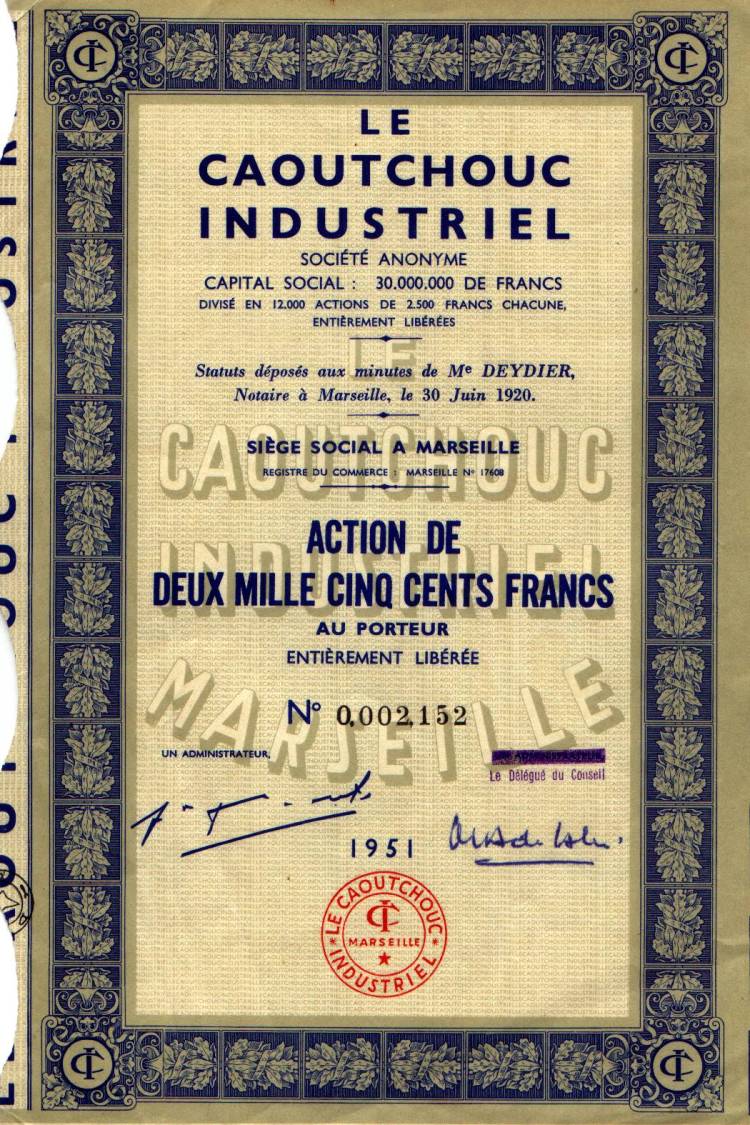 LE
CAOUTCHOUC
INDUSTRIEL
SOCIÉTÉ ANONYME
CAPITAL SOCIAL : 30.000.000 DE FRANCS
DIVISÉ EN 12.000 ACTIONS DE 2.500 FRANCS CHACUNE,
ENTIÈREMENT LIBÉRÉES
Statuts déposés aux minutes de Me DEYDIER,
Notaire à Marseille, le 30 Juin 1920.
SIÈGE SOCIAL A MARSEILLE
REGISTRE DU COMMERCE : MARSEILLE No 17608
LE
CAOUTCHOUC
INDUSTRIEL
MARSEILLE
ACTION DE
DEUX MILLE CINQ CENTS FRANCS
AU PORTEUR
ENTIÈREMENT LIBÉRÉE
No 0,002,152
UN ADMINISTRATEUR,
Le Délégué du Conseil
1951
LE CAOUTCHOUC
CI
MARSEILLE
INDUSTRIEL